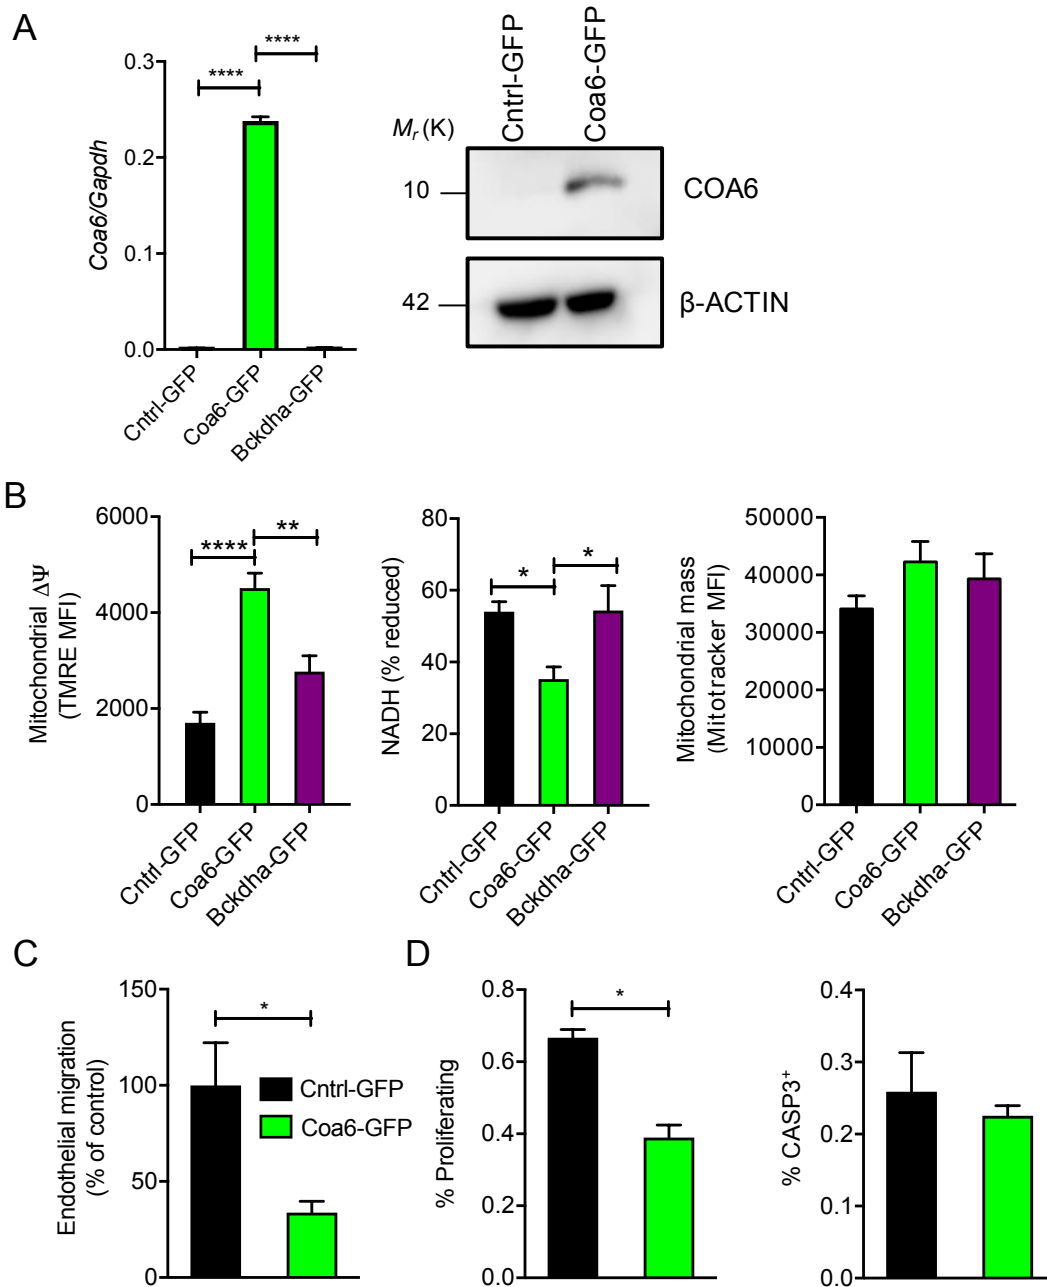 A
Coa6/Gapdh
0.3
0.2
0.1
0.0
****
****
Cntrl-GFP
Coa6-GFP
Bckdha-GFP
Cntrl-GFP
Coa6-GFP
Mr (K)
10
COA6
42
β-ACTIN
B
Mitochondrial ΔΨ
(TMRE MFI)
6000
4000
2000
0
****
**
Cntrl-GFP
Coa6-GFP
Bckdha-GFP
NADH (% reduced)
80
60
40
20
0
*
*
Cntrl-GFP
Coa6-GFP
Bckdha-GFP
Mitochondrial mass
(Mitotracker MFI)
50000
40000
30000
20000
10000
0
Cntrl-GFP
Coa6-GFP
Bckdha-GFP
C
Endothelial migration
(% of control)
150
100
50
0
*
Cntrl-GFP
Coa6-GFP
D
% Proliferating
0.8
0.6
0.4
0.2
0.0
*
% CASP3⁺
0.4
0.3
0.2
0.1
0.0